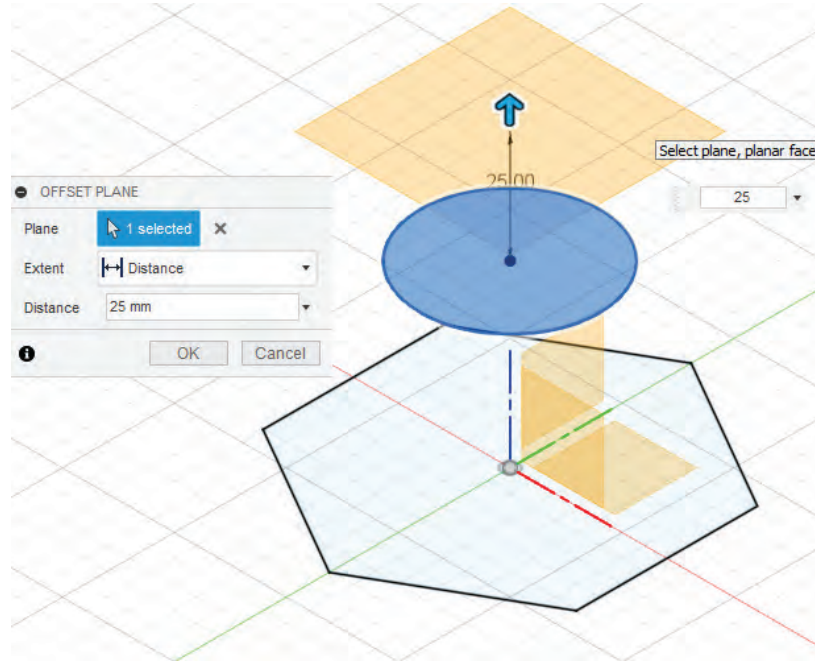 25.00
Select plane, planar face
25
OFFSET PLANE
Plane 1 selected
Extent Distance
Distance 25 mm
OK Cancel